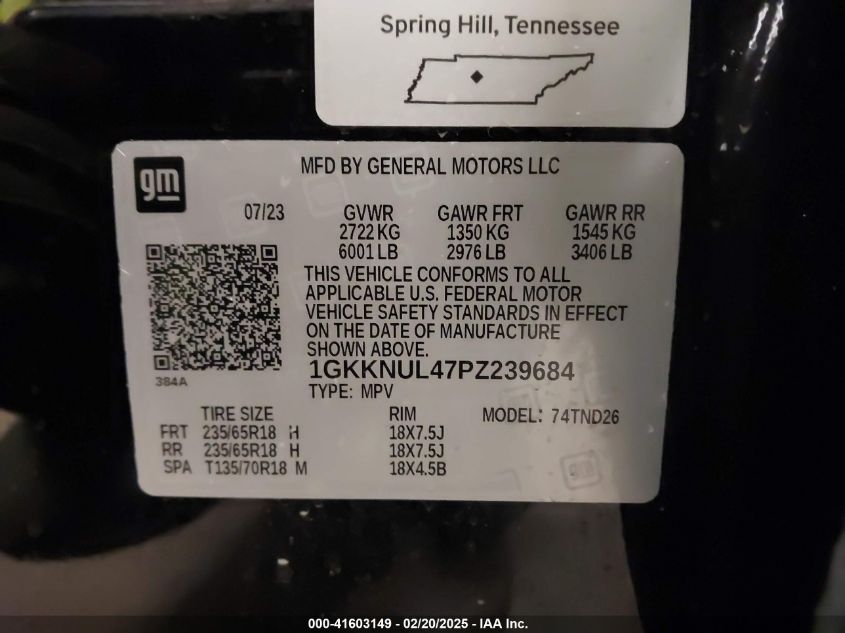 Spring Hill, Tennessee
gm
MFD BY GENERAL MOTORS LLC
07/23 GVWR GAWR FRT GAWR RR
2722 KG 1350 KG 1545 KG
6001 LB 2976 LB 3406 LB
THIS VEHICLE CONFORMS TO ALL
APPLICABLE U.S. FEDERAL MOTOR
VEHICLE SAFETY STANDARDS IN EFFECT
ON THE DATE OF MANUFACTURE
SHOWN ABOVE.
1GKKNUL47PZ239684
384A
TYPE: MPV
TIRE SIZE RIM MODEL: 74TND26
FRT 235/65R18 H 18X7.5J
RR 235/65R18 H 18X7.5J
SPA T135/70R18 M 18X4.5B
gm
000-41603149 - 02/20/2025 - IAA Inc.